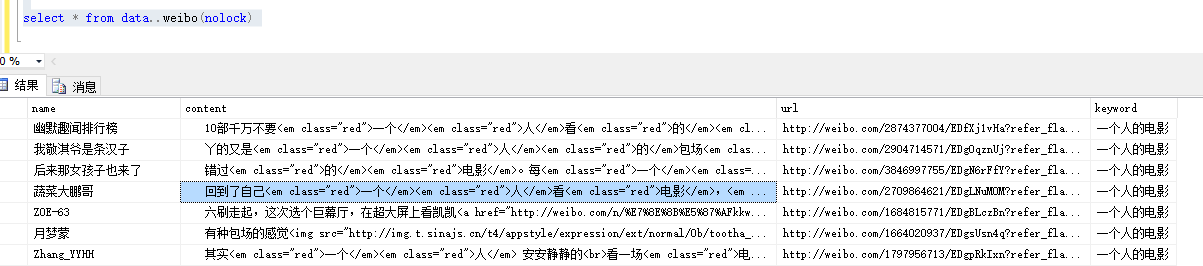 select * from data..weibo(nolock)
0 %
结果 消息
name content url keyword
幽默趣闻排行榜 10部千万不要<em class="red">一个</em><em class="red">人</em>看<em class="red">的</em><em cl... http://weibo.com/2874377004/EDfXj1vHa?refer_fla... 一个人的电影
我敬淇爷是条汉子 丫的又是<em class="red">一个</em><em class="red">人</em><em class="red">的</em>包场<em clas... http://weibo.com/2904714571/EDgOqznUj?refer_fla... 一个人的电影
后来那女孩子也来了 错过<em class="red">的</em><em class="red">电影</em>。每<em class="red">一个</em><em c... http://weibo.com/3846997755/EDgN6rFfY?refer_fla... 一个人的电影
蔬菜大鹏哥 回到了自己<em class="red">一个</em><em class="red">人</em>看<em class="red">电影</em>，<em ... http://weibo.com/2709864621/EDgLNuMOM?refer_fla... 一个人的电影
ZOE-63 六刷走起，这次选个巨幕厅，在超大屏上看凯凯<a href="http://weibo.com/n/%E7%8E%8B%E5%87%AFkkw... http://weibo.com/1684815771/EDgBLczBn?refer_fla... 一个人的电影
月梦蒙 有种包场的感觉<img src="http://img.t.sinajs.cn/t4/appstyle/expression/ext/normal/0b/tootha_... http://weibo.com/1664020937/EDgsUsn4q?refer_fla... 一个人的电影
Zhang_YYHH 其实<em class="red">一个</em><em class="red">人</em> 安安静静的<br>看一场<em class="red">电... http://weibo.com/1797956713/EDgpRkIxn?refer_fla... 一个人的电影